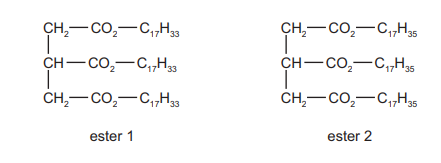 CH₂—CO₂—C₁₇H₃₃ CH₂—CO₂—C₁₇H₃₅
CH—CO₂—C₁₇H₃₃ CH—CO₂—C₁₇H₃₅
CH₂—CO₂—C₁₇H₃₃ CH₂—CO₂—C₁₇H₃₅
ester 1 ester 2